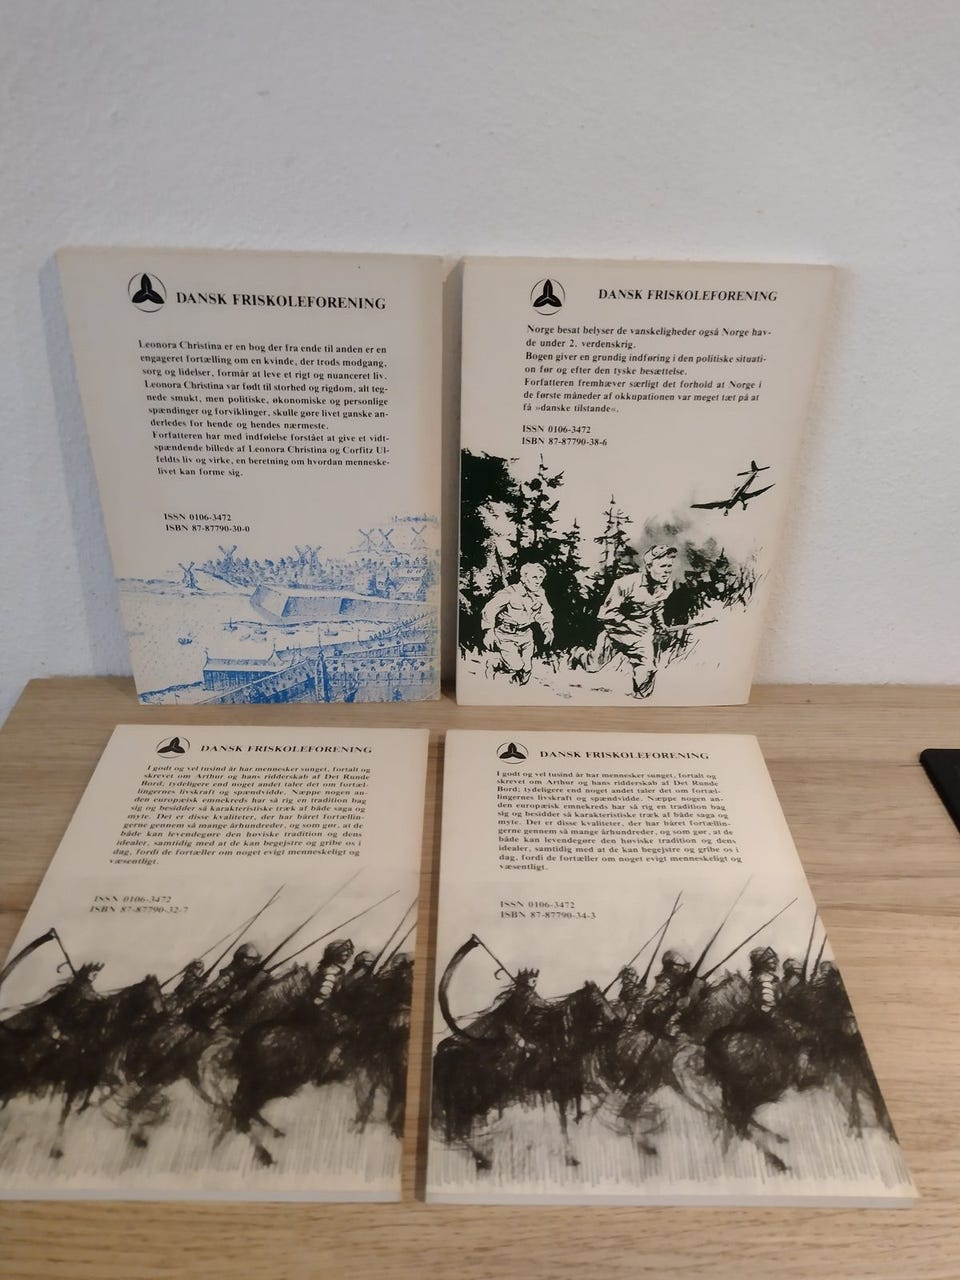 DANSK FRISKOLEFORENING
Leonora Christina er en bog der fra ende til anden er en
engageret fortælling om en kvinde, der trods modgang,
sorg og lidelser, formår at leve et rigt og nuanceret liv.
Leonora Christina var født til storhed og rigdom, alt teg-
nede smukt, men politiske, økonomiske og personlige
spændinger og forviklinger, skulle gøre livet ganske an-
derledes for hende og hendes nærmeste.
Forfatteren har med indfølelse forstået at give et vidt-
spændende billede af Leonora Christina og Corfitz Ul-
feldts liv og virke, en beretning om hvordan menneske-
livet kan forme sig.
ISSN 0106-3472
ISBN 87-87790-30-0
DANSK FRISKOLEFORENING
Norge besat belyser de vanskeligheder også Norge hav-
de under 2. verdenskrig.
Bogen giver en grundig indføring i den politiske situati-
on før og efter den tyske besættelse.
Forfatteren fremhæver særligt det forhold at Norge i
de første måneder af okkupationen var meget tæt på at
få »danske tilstande«.
ISSN 0106-3472
ISBN 87-87790-38-6
DANSK FRISKOLEFORENING
I godt og vel tusind år har mennesker sunget, fortalt og
skrevet om Arthur og hans ridderskab af Det Runde
Bord; tydeligere end noget andet taler det om fortæl-
lingernes livskraft og spændvidde. Næppe nogen an-
den europæisk emnekreds har så rig en tradition bag
sig og besidder så karakteristiske træk af både saga og
myte. Det er disse kvaliteter, der har båret fortællin-
gerne gennem så mange århundreder, og som gør, at de
både kan levendegøre den høviske tradition og dens
idealer, samtidig med at de kan begejstre og gribe os i
dag, fordi de fortæller om noget evigt menneskeligt og
væsentligt.
ISSN 0106-3472
ISBN 87-87790-32-7
DANSK FRISKOLEFORENING
I godt og vel tusind år har mennesker sunget, fortalt og
skrevet om Arthur og hans ridderskab af Det Runde
Bord; tydeligere end noget andet taler det om fortæl-
lingernes livskraft og spændvidde. Næppe nogen an-
den europæisk emnekreds har så rig en tradition bag
sig og besidder så karakteristiske træk af både saga og
myte. Det er disse kvaliteter, der har båret fortællin-
gerne gennem så mange århundreder, og som gør, at de
både kan levendegøre den høviske tradition og dens
idealer, samtidig med at de kan begejstre og gribe os i
dag, fordi de fortæller om noget evigt menneskeligt og
væsentligt.
ISSN 0106-3472
ISBN 87-87790-34-3